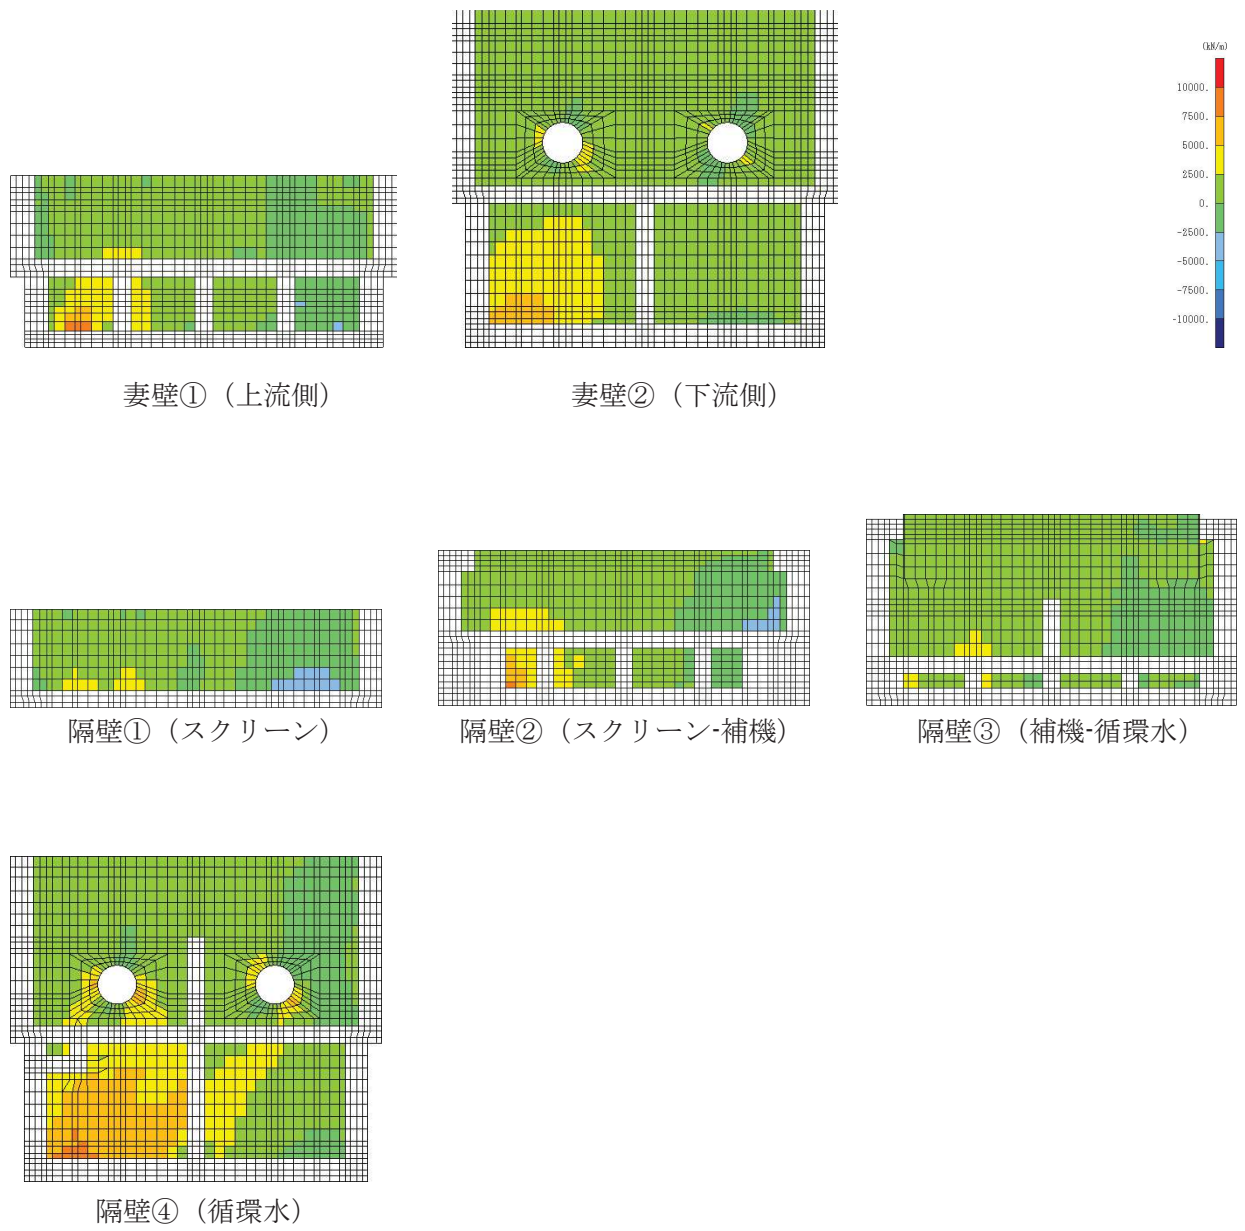 (kN/m)
10000.
7500.
5000.
2500.
0.
-2500.
-5000.
-7500.
-10000.
妻壁①（上流側）
妻壁②（下流側）
隔壁①（スクリーン）
隔壁②（スクリーン-補機）
隔壁③（補機-循環水）
隔壁④（循環水）